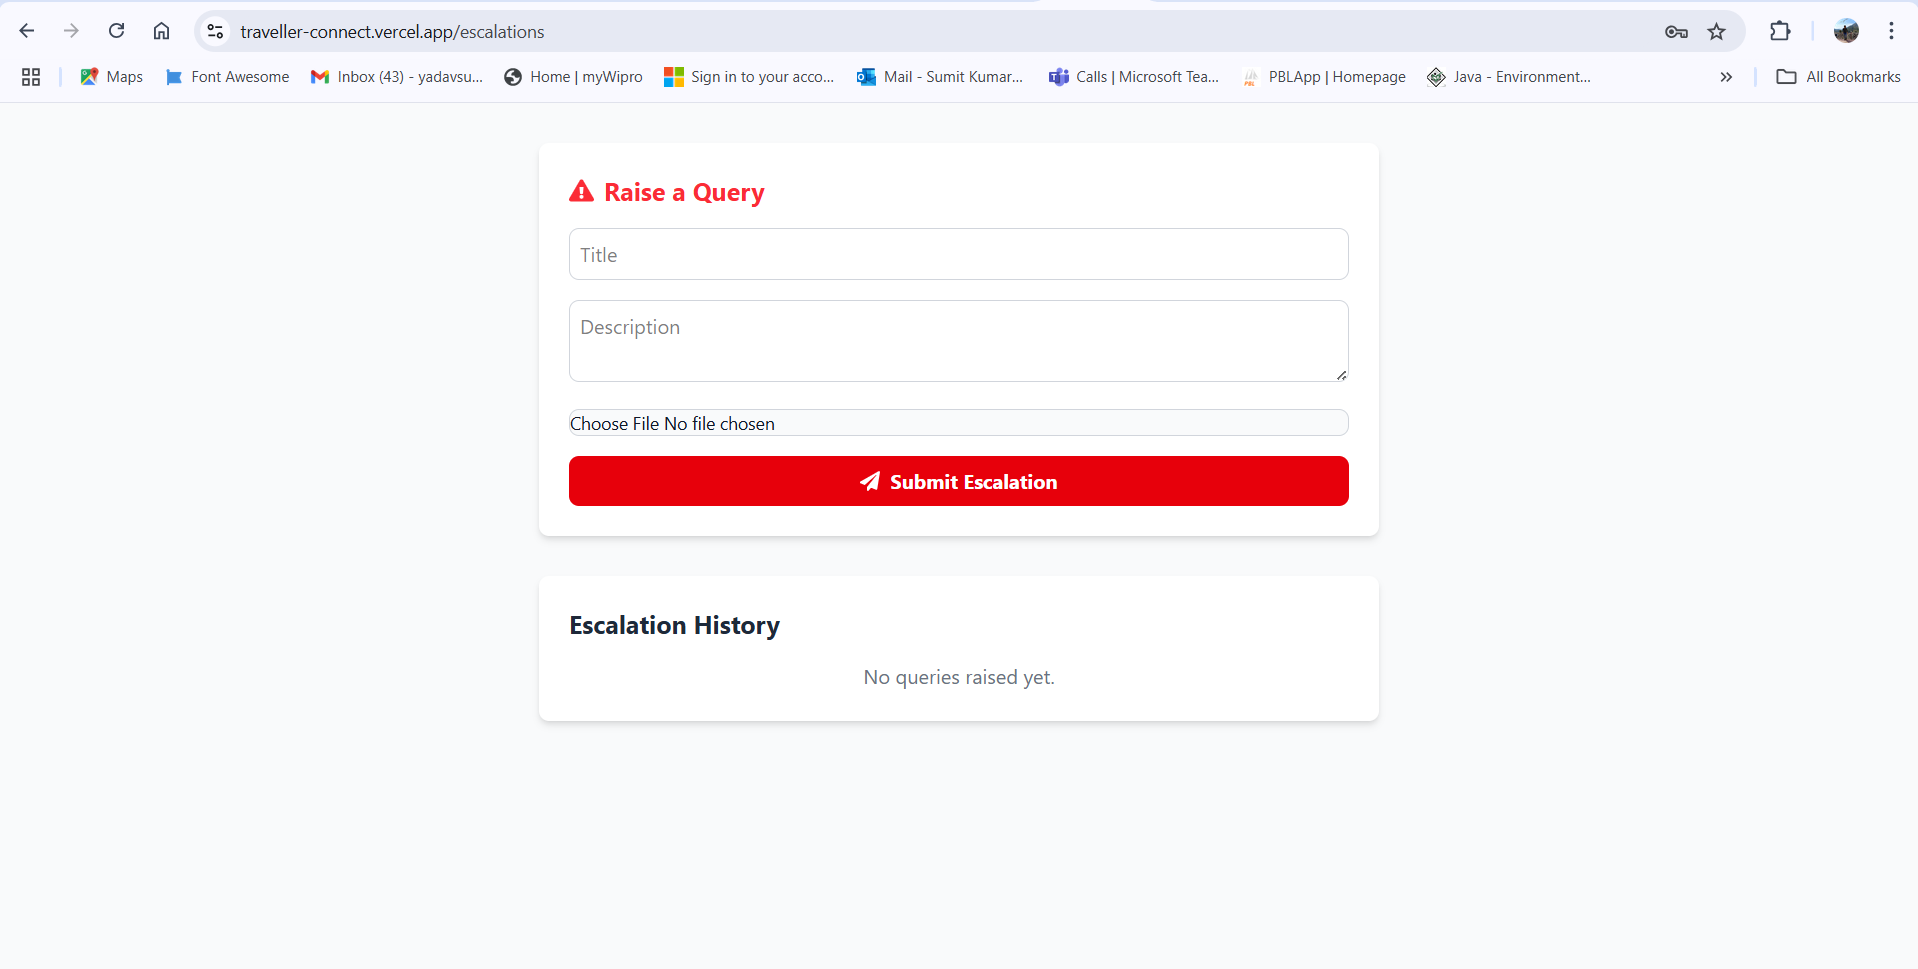 traveller-connect.vercel.app/escalations
Maps
Font Awesome
Inbox (43) - yadavsu...
Home | myWipro
Sign in to your acco...
Mail - Sumit Kumar...
Calls | Microsoft Tea...
PBLApp | Homepage
Java - Environment...
All Bookmarks
Raise a Query
Title
Description
Choose File No file chosen
Submit Escalation
Escalation History
No queries raised yet.